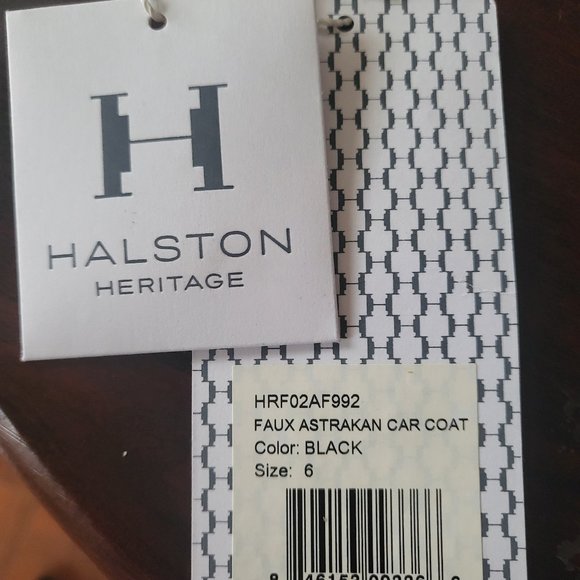 H
HALSTON
HERITAGE
HRF02AF992
FAUX ASTRAKAN CAR COAT
Color: BLACK
Size: 6